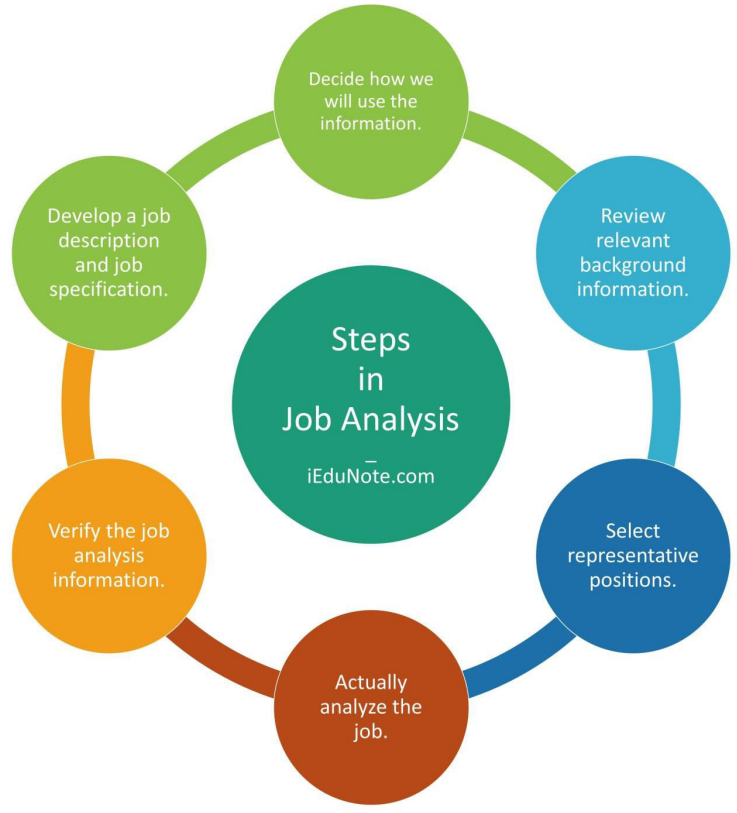 Steps
in
Job Analysis
–
iEduNote.com
Decide how we
will use the
information.
Review
relevant
background
information.
Select
representative
positions.
Actually
analyze the
job.
Verify the job
analysis
information.
Develop a job
description
and job
specification.